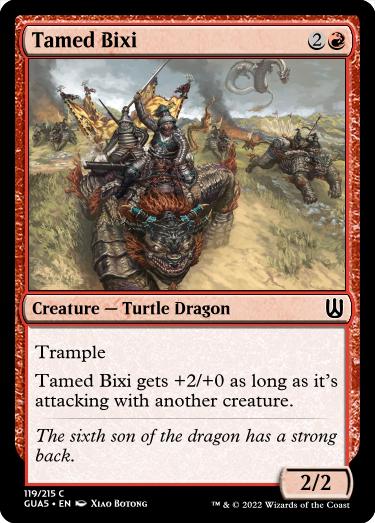 Tamed Bixi 2
Creature — Turtle Dragon
Trample
Tamed Bixi gets +2/+0 as long as it's
attacking with another creature.
The sixth son of the dragon has a strong
back.
2/2
119/215 C
GUA5 • EN Xiao Botong
™ & © 2022 Wizards of the Coast